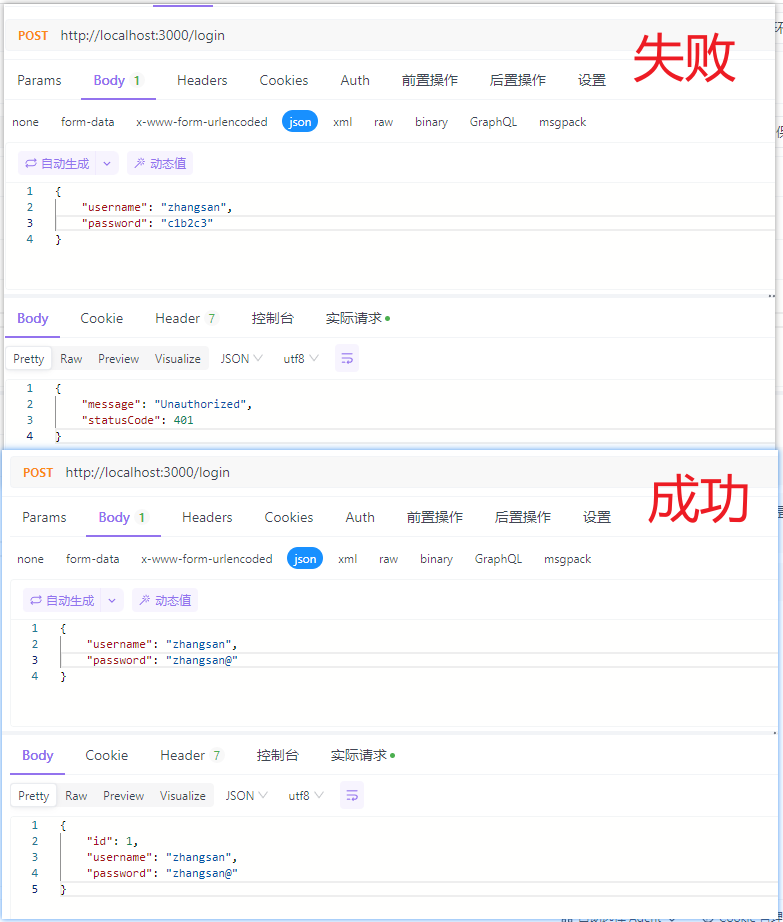 POST http://localhost:3000/login
失败
Params Body 1 Headers Cookies Auth 前置操作 后置操作 设置
none form-data x-www-form-urlencoded json xml raw binary GraphQL msgpack
自动生成 动态值
1 {
2 "username": "zhangsan",
3 "password": "c1b2c3"
4 }
Body Cookie Header 7 控制台 实际请求
Pretty Raw Preview Visualize JSON utf8
1 {
2 "message": "Unauthorized",
3 "statusCode": 401
4 }
POST http://localhost:3000/login
成功
Params Body 1 Headers Cookies Auth 前置操作 后置操作 设置
none form-data x-www-form-urlencoded json xml raw binary GraphQL msgpack
自动生成 动态值
1 {
2 "username": "zhangsan",
3 "password": "zhangsan@"
4 }
Body Cookie Header 7 控制台 实际请求
Pretty Raw Preview Visualize JSON utf8
1 {
2 "id": 1,
3 "username": "zhangsan",
4 "password": "zhangsan@"
5 }